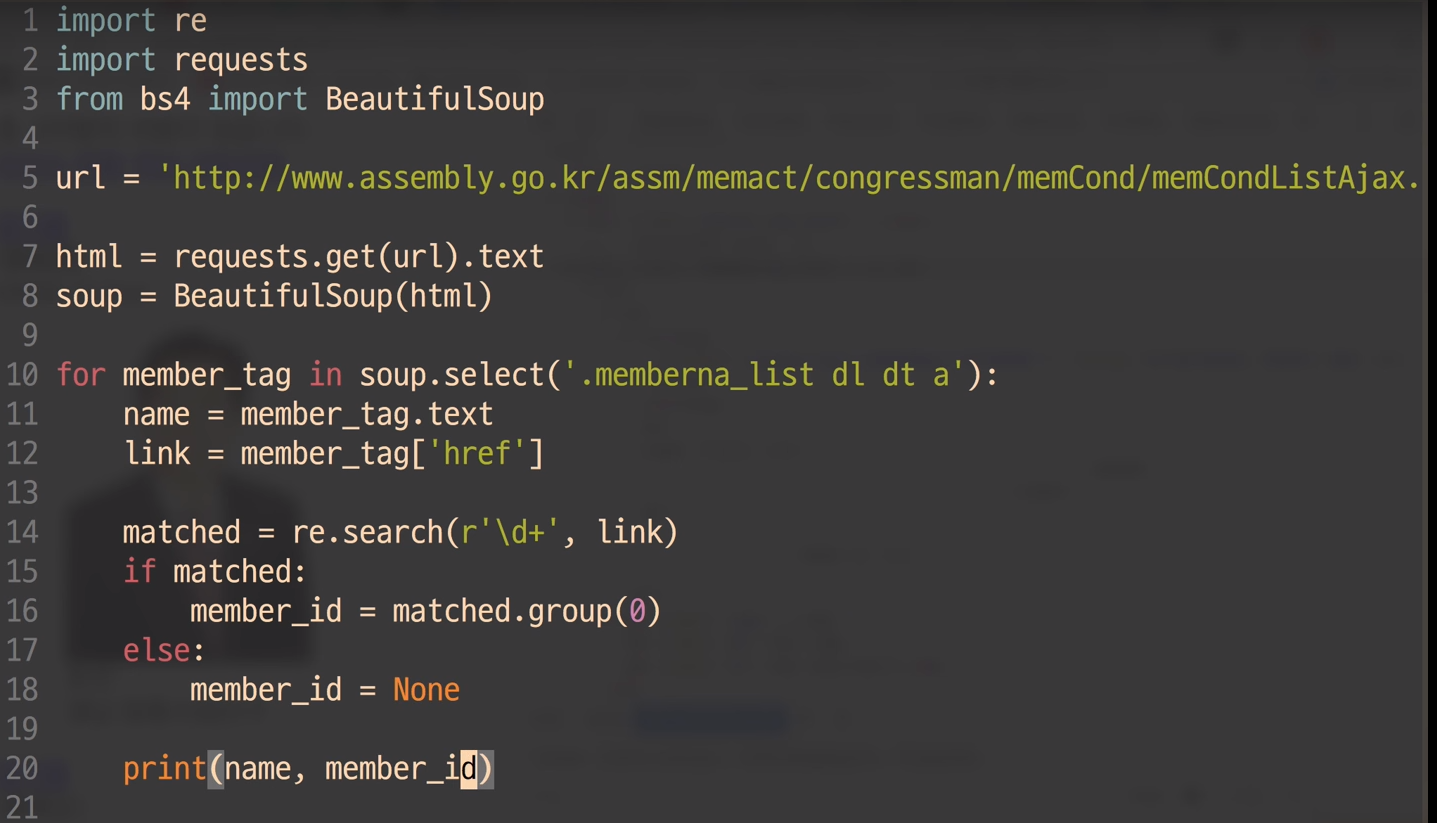 1 import re
2 import requests
3 from bs4 import BeautifulSoup
4
5 url = 'http://www.assembly.go.kr/assm/memact/congressman/memCond/memCondListAjax.
6
7 html = requests.get(url).text
8 soup = BeautifulSoup(html)
9
10 for member_tag in soup.select('.memberna_list dl dt a'):
11     name = member_tag.text
12     link = member_tag['href']
13
14     matched = re.search(r'\d+', link)
15     if matched:
16         member_id = matched.group(0)
17     else:
18         member_id = None
19
20     print(name, member_id)
21